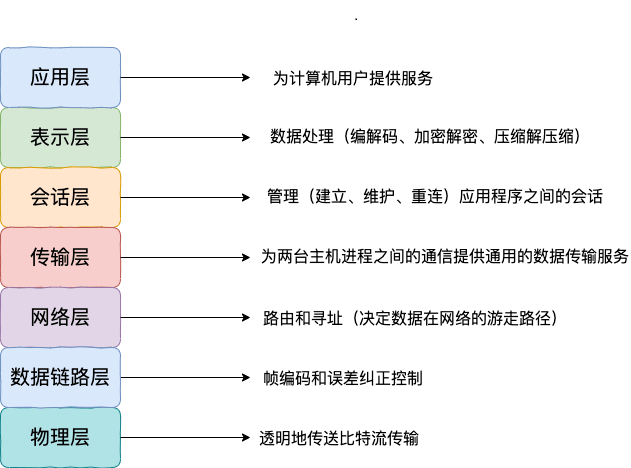 应用层
为计算机用户提供服务
表示层
数据处理（编解码、加密解密、压缩解压缩）
会话层
管理（建立、维护、重连）应用程序之间的会话
传输层
为两台主机进程之间的通信提供通用的数据传输服务
网络层
路由和寻址（决定数据在网络的游走路径）
数据链路层
帧编码和误差纠正控制
物理层
透明地传送比特流传输